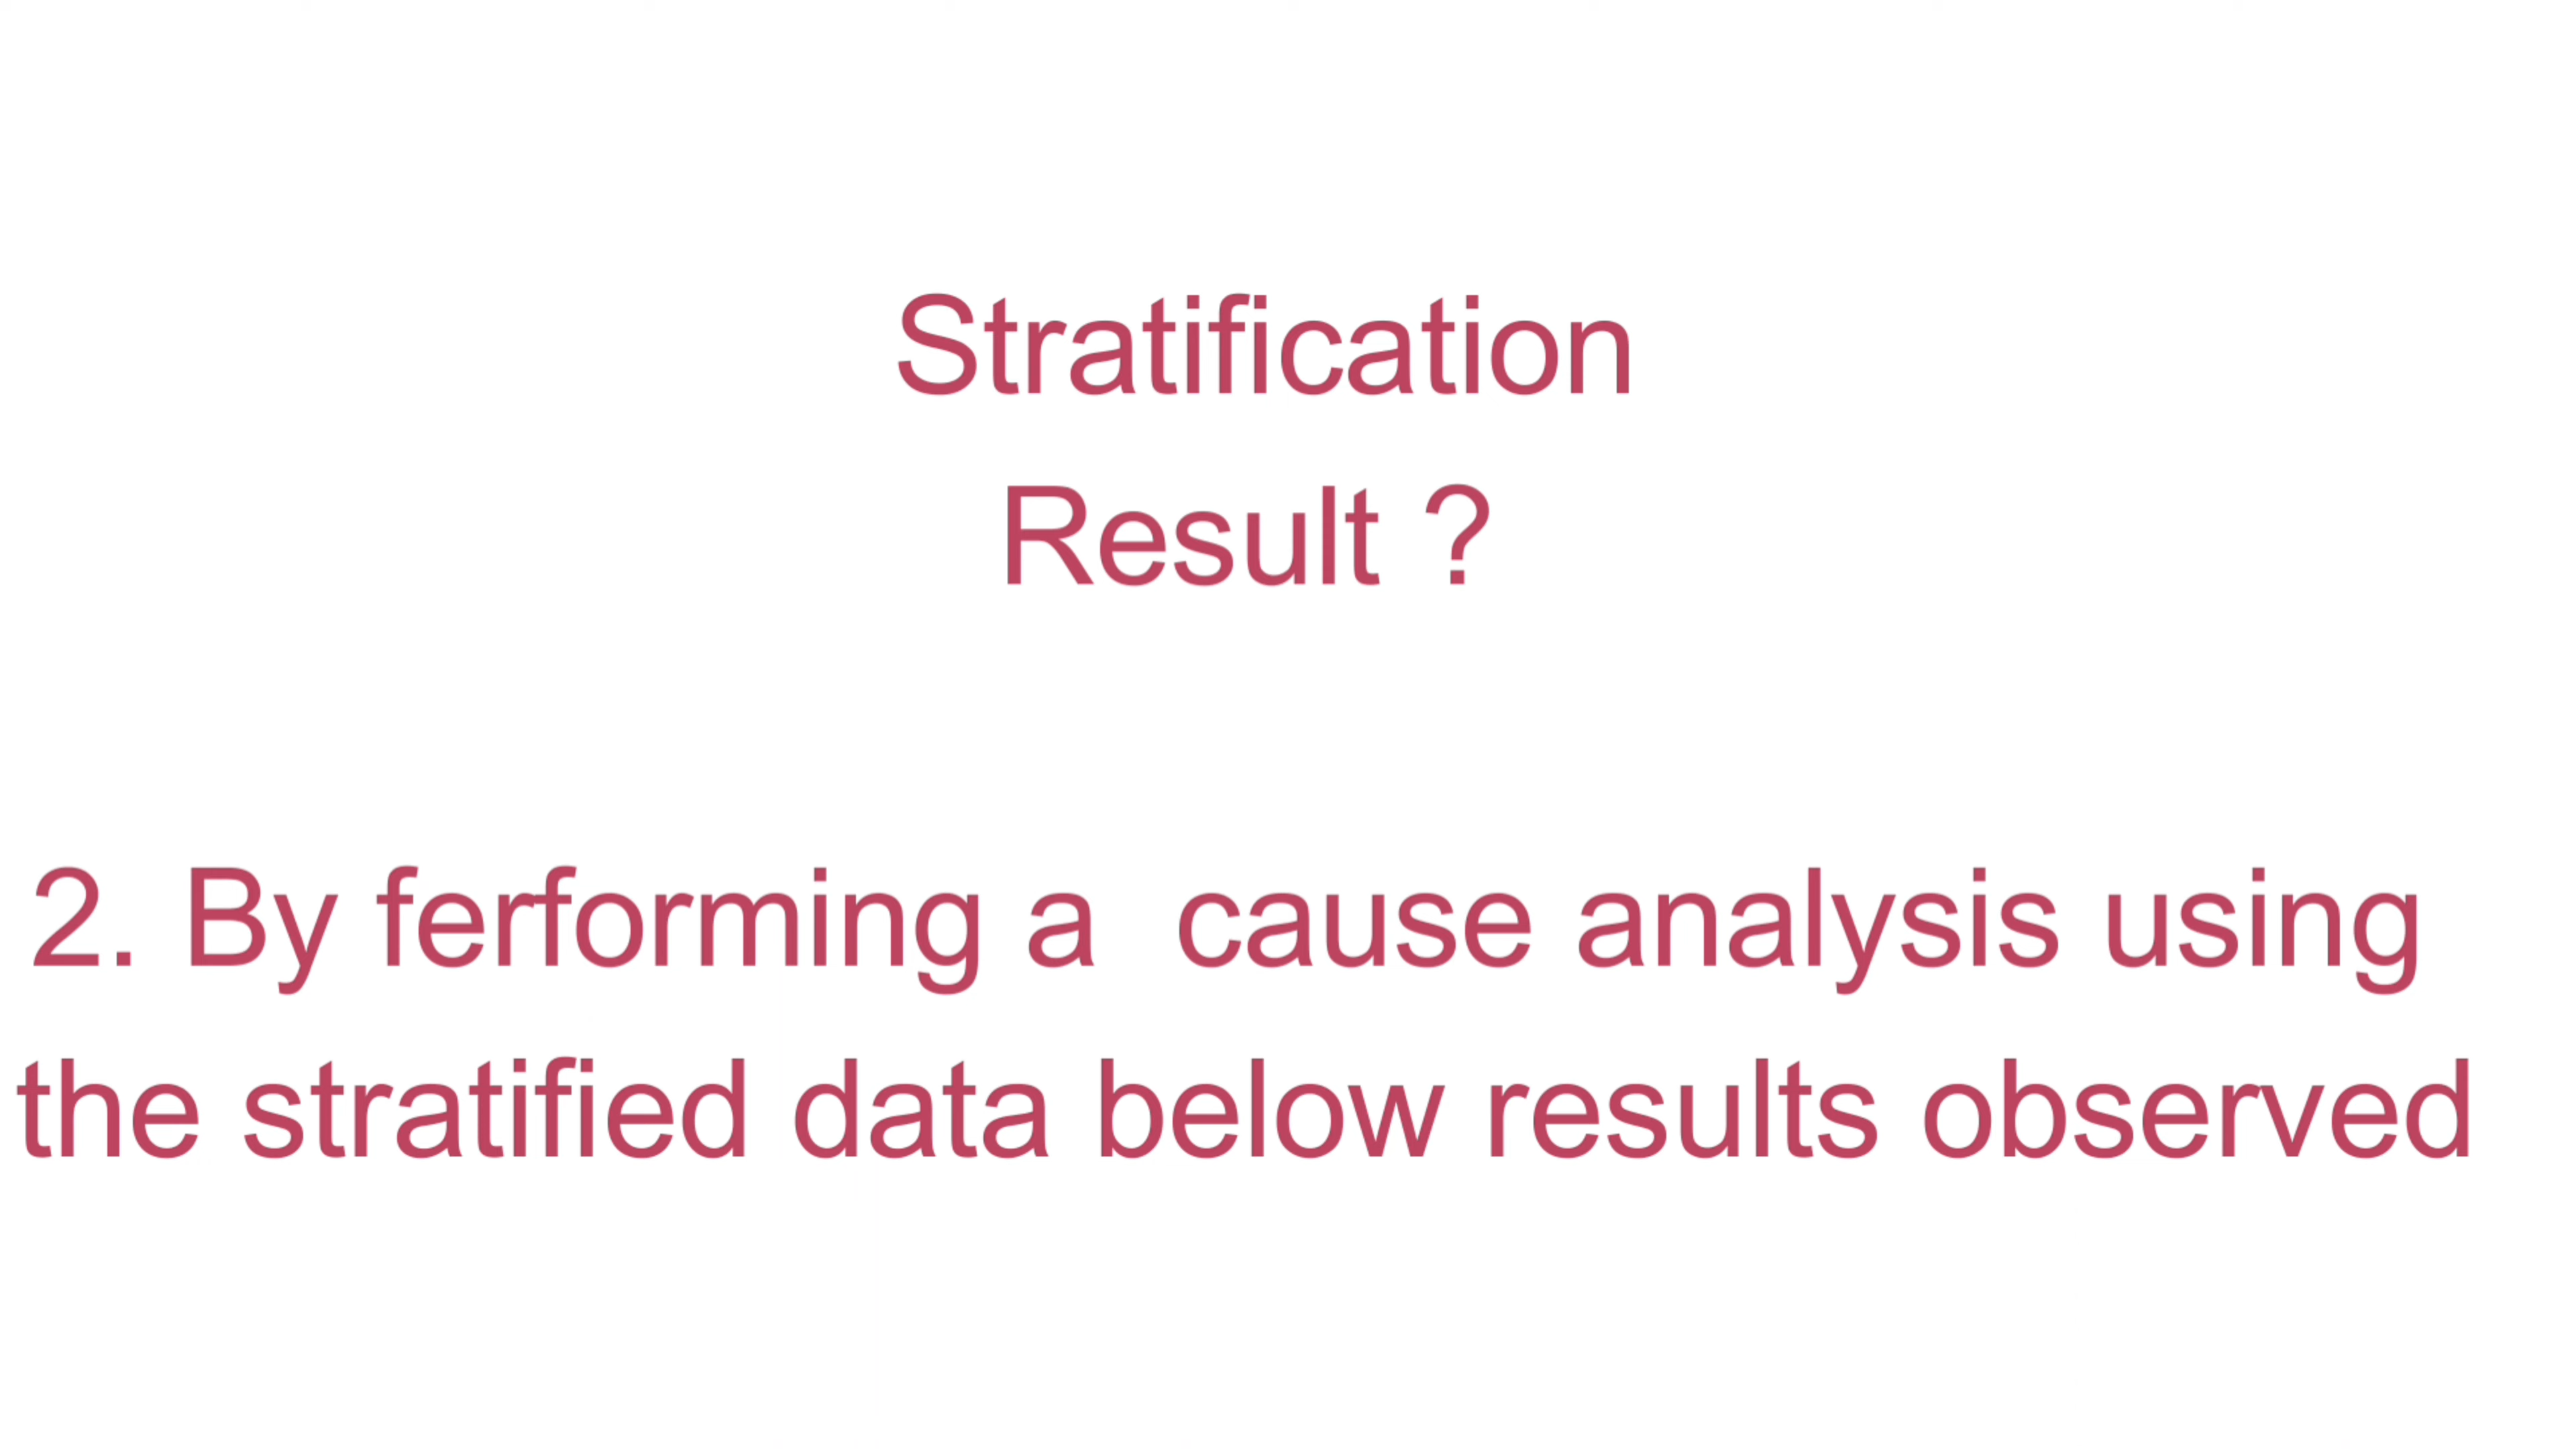 Stratification
Result ?
2. By ferforming a  cause analysis using
the stratified data below results observed